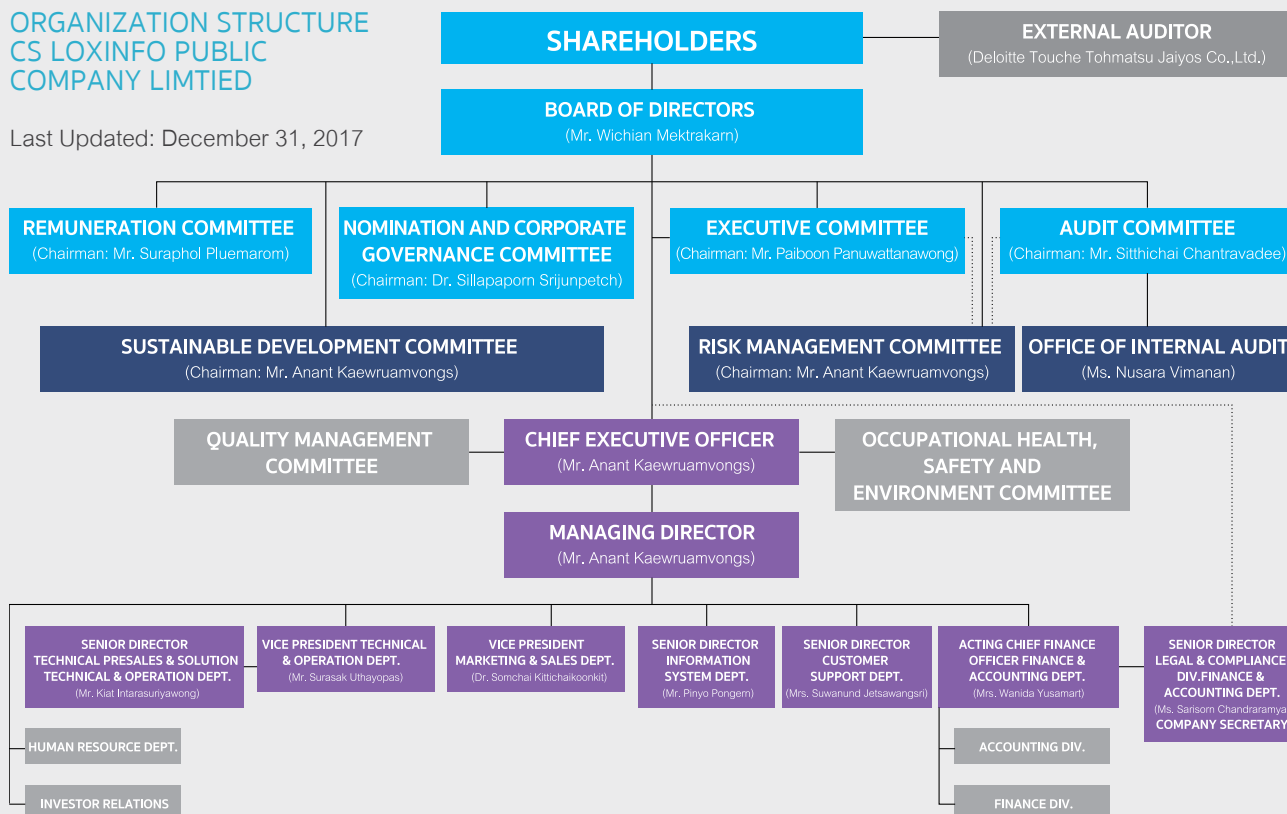 ORGANIZATION STRUCTURE
CS LOXINFO PUBLIC
COMPANY LIMTIED
Last Updated: December 31, 2017
SHAREHOLDERS
EXTERNAL AUDITOR
(Deloitte Touche Tohmatsu Jaiyos Co.,Ltd.)
BOARD OF DIRECTORS
(Mr. Wichian Mektrakarn)
REMUNERATION COMMITTEE
(Chairman: Mr. Suraphol Pluemarom)
NOMINATION AND CORPORATE
GOVERNANCE COMMITTEE
(Chairman: Dr. Sillapaporn Srijunpetch)
EXECUTIVE COMMITTEE
(Chairman: Mr. Paiboon Panuwattanawong)
AUDIT COMMITTEE
(Chairman: Mr. Sitthichai Chantravadee)
SUSTAINABLE DEVELOPMENT COMMITTEE
(Chairman: Mr. Anant Kaewruamvongs)
RISK MANAGEMENT COMMITTEE
(Chairman: Mr. Anant Kaewruamvongs)
OFFICE OF INTERNAL AUDIT
(Ms. Nusara Vimanan)
QUALITY MANAGEMENT
COMMITTEE
CHIEF EXECUTIVE OFFICER
(Mr. Anant Kaewruamvongs)
OCCUPATIONAL HEALTH,
SAFETY AND
ENVIRONMENT COMMITTEE
MANAGING DIRECTOR
(Mr. Anant Kaewruamvongs)
SENIOR DIRECTOR
TECHNICAL PRESALES & SOLUTION
TECHNICAL & OPERATION DEPT.
(Mr. Kiat Intarasuriyawong)
VICE PRESIDENT TECHNICAL
& OPERATION DEPT.
(Mr. Surasak Uthayopas)
VICE PRESIDENT
MARKETING & SALES DEPT.
(Dr. Somchai Kittichaikoonkit)
SENIOR DIRECTOR
INFORMATION
SYSTEM DEPT.
(Mr. Pinyo Pongern)
SENIOR DIRECTOR
CUSTOMER
SUPPORT DEPT.
(Mrs. Suwanund Jetsawangsri)
ACTING CHIEF FINANCE
OFFICER FINANCE &
ACCOUNTING DEPT.
(Mrs. Wanida Yusamart)
SENIOR DIRECTOR
LEGAL & COMPLIANCE
DIV.FINANCE &
ACCOUNTING DEPT.
(Ms. Sarisorn Chandraramya
COMPANY SECRETARY
HUMAN RESOURCE DEPT.
INVESTOR RELATIONS
ACCOUNTING DIV.
FINANCE DIV.